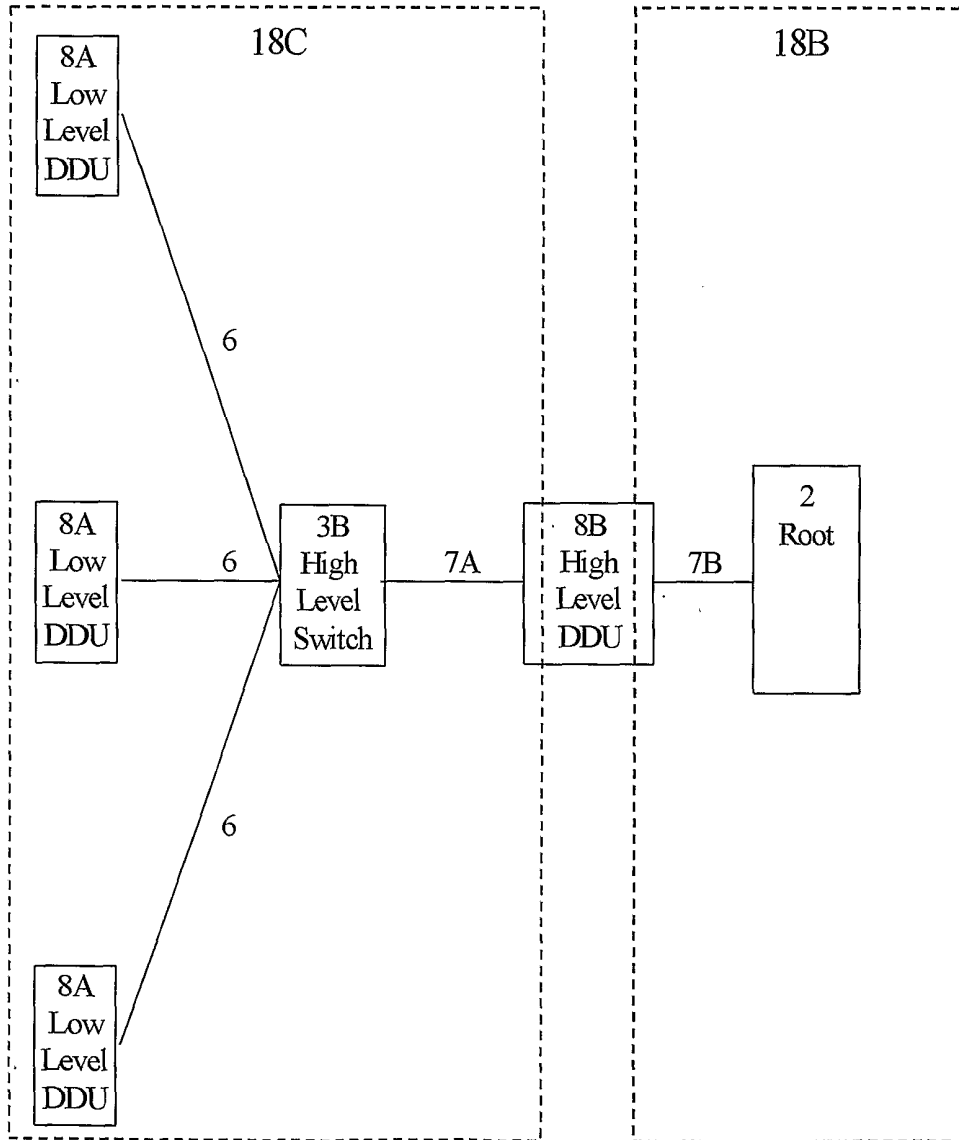 18C
18B
8A
Low
Level
DDU
6
8A
Low
Level
DDU
6
3B
High
Level
Switch
7A
8B
High
Level
DDU
7B
2
Root
6
8A
Low
Level
DDU